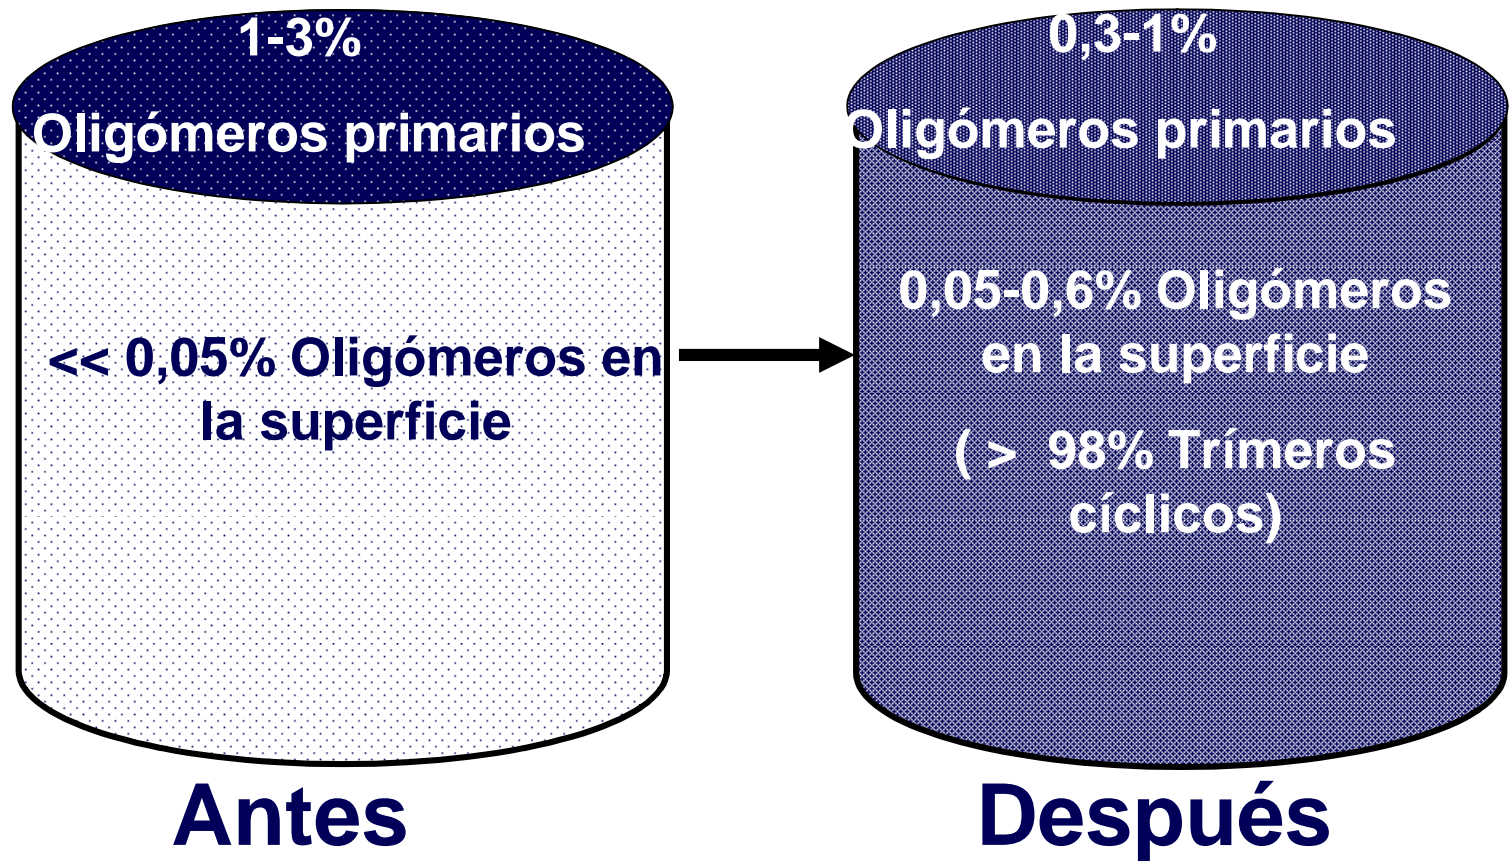 1-3%
Oligómeros primarios
<< 0,05% Oligómeros en
la superficie
Antes
0,3-1%
Oligómeros primarios
0,05-0,6% Oligómeros
en la superficie
( > 98% Trímeros
cíclicos)
Después